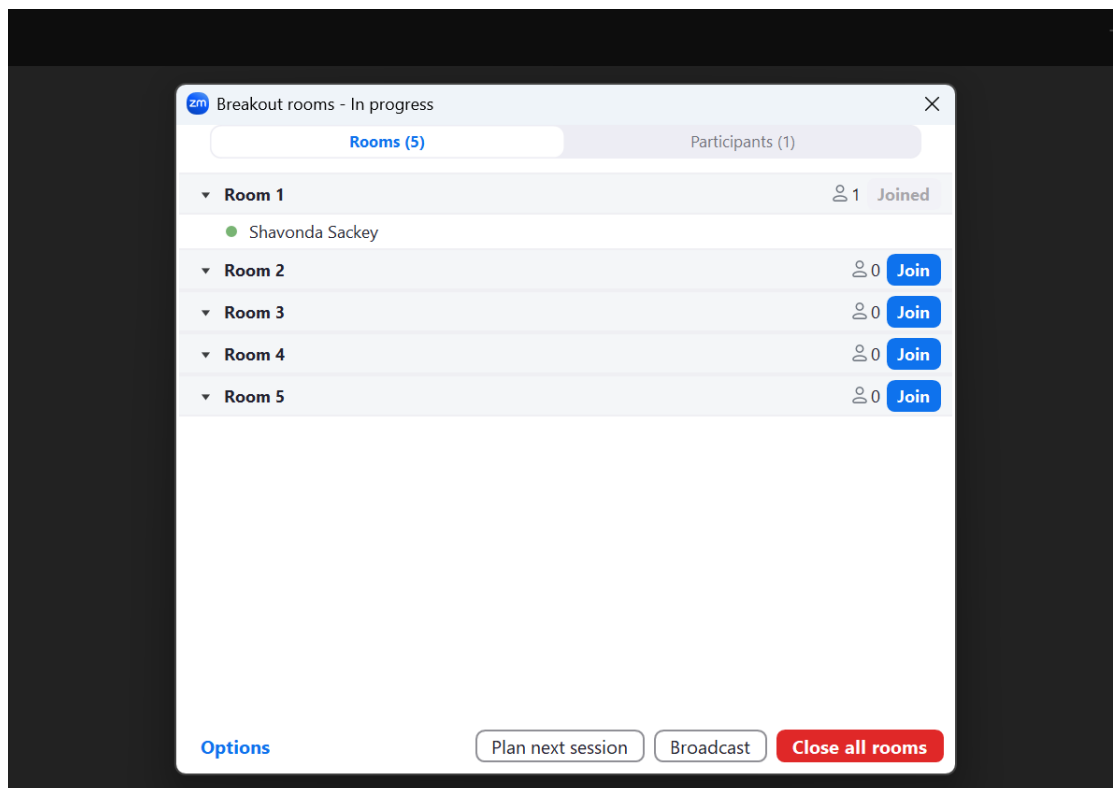 zm Breakout rooms - In progress
Rooms (5) Participants (1)
Room 1 1 Joined
Shavonda Sackey
Room 2 0 Join
Room 3 0 Join
Room 4 0 Join
Room 5 0 Join
Options Plan next session Broadcast Close all rooms